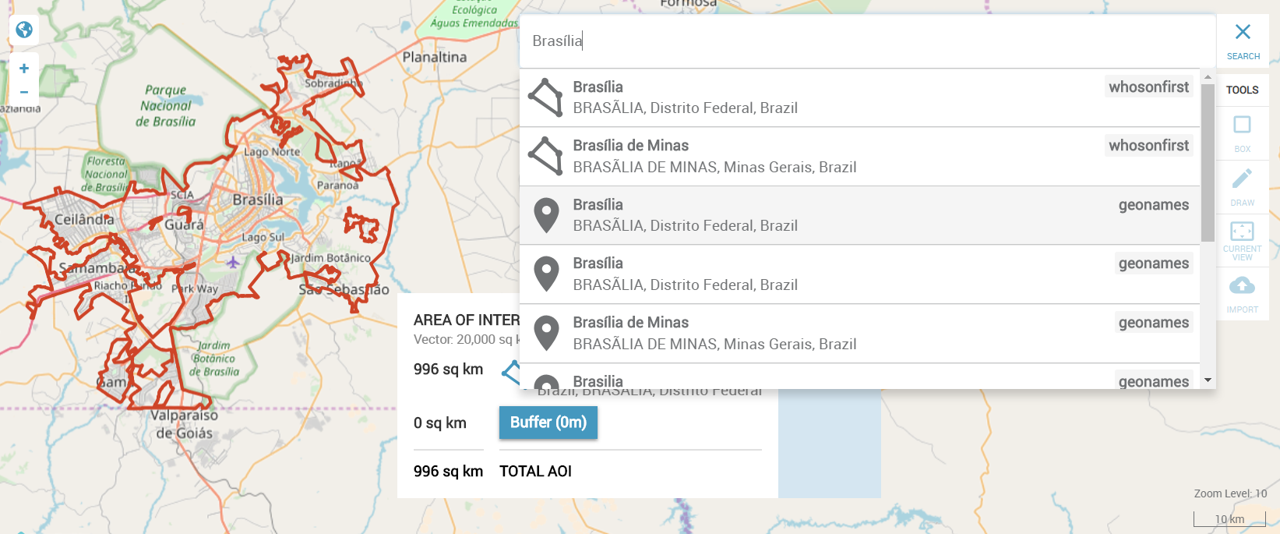 Formosa
Ecológica
Águas Emendadas
Planaltina
Sobradinho
Parque
Nacional
de Brasília
Lago Norte
Itapoã
Floresta
Nacional
de Brasília
Paranoá
SCIA
Brasília
Ceilândia
Guará
Lago Sul
Jardim Botânico
Samambaia
Riacho Fundo
Park Way
São Sebastião
Jardim
Botânico
de Brasília
Gama
Valparaíso
de Goiás
+
-
Brasília
Brasília
whosonfirst
BRASÃLIA, Distrito Federal, Brazil
Brasília de Minas
whosonfirst
BRASÃLIA DE MINAS, Minas Gerais, Brazil
Brasília
geonames
BRASÃLIA, Distrito Federal, Brazil
Brasília
geonames
BRASÃLIA, Distrito Federal, Brazil
Brasília de Minas
geonames
BRASÃLIA DE MINAS, Minas Gerais, Brazil
Brasilia
geonames
SEARCH
TOOLS
BOX
DRAW
CURRENT
VIEW
IMPORT
AREA OF INTER
Vector: 20,000 sq k
996 sq km
Brazil, BRASÃLIA, Distrito Federal
0 sq km
Buffer (0m)
996 sq km
TOTAL AOI
Zoom Level: 10
10 km